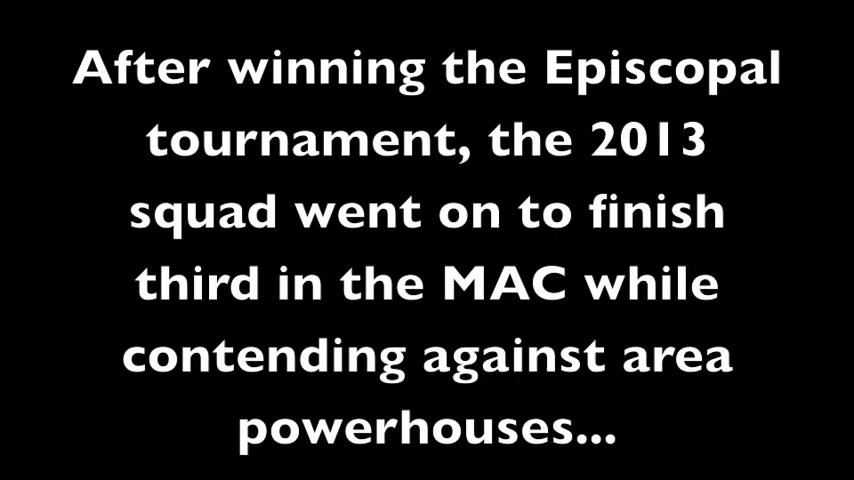 After winning the Episcopal
tournament, the 2013
squad went on to finish
third in the MAC while
contending against area
powerhouses...